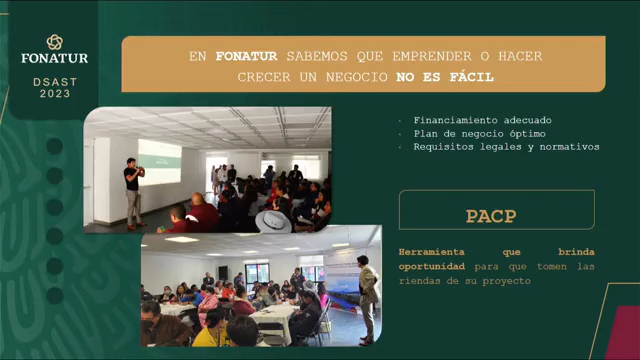 FONATUR
DSAST
2023
EN FONATUR SABEMOS QUE EMPRENDER O HACER
CRECER UN NEGOCIO NO ES FÁCIL
· Financiamiento adecuado
· Plan de negocio óptimo
· Requisitos legales y normativos
PACP
Herramienta que brinda
oportunidad para que tomen las
riendas de su proyecto